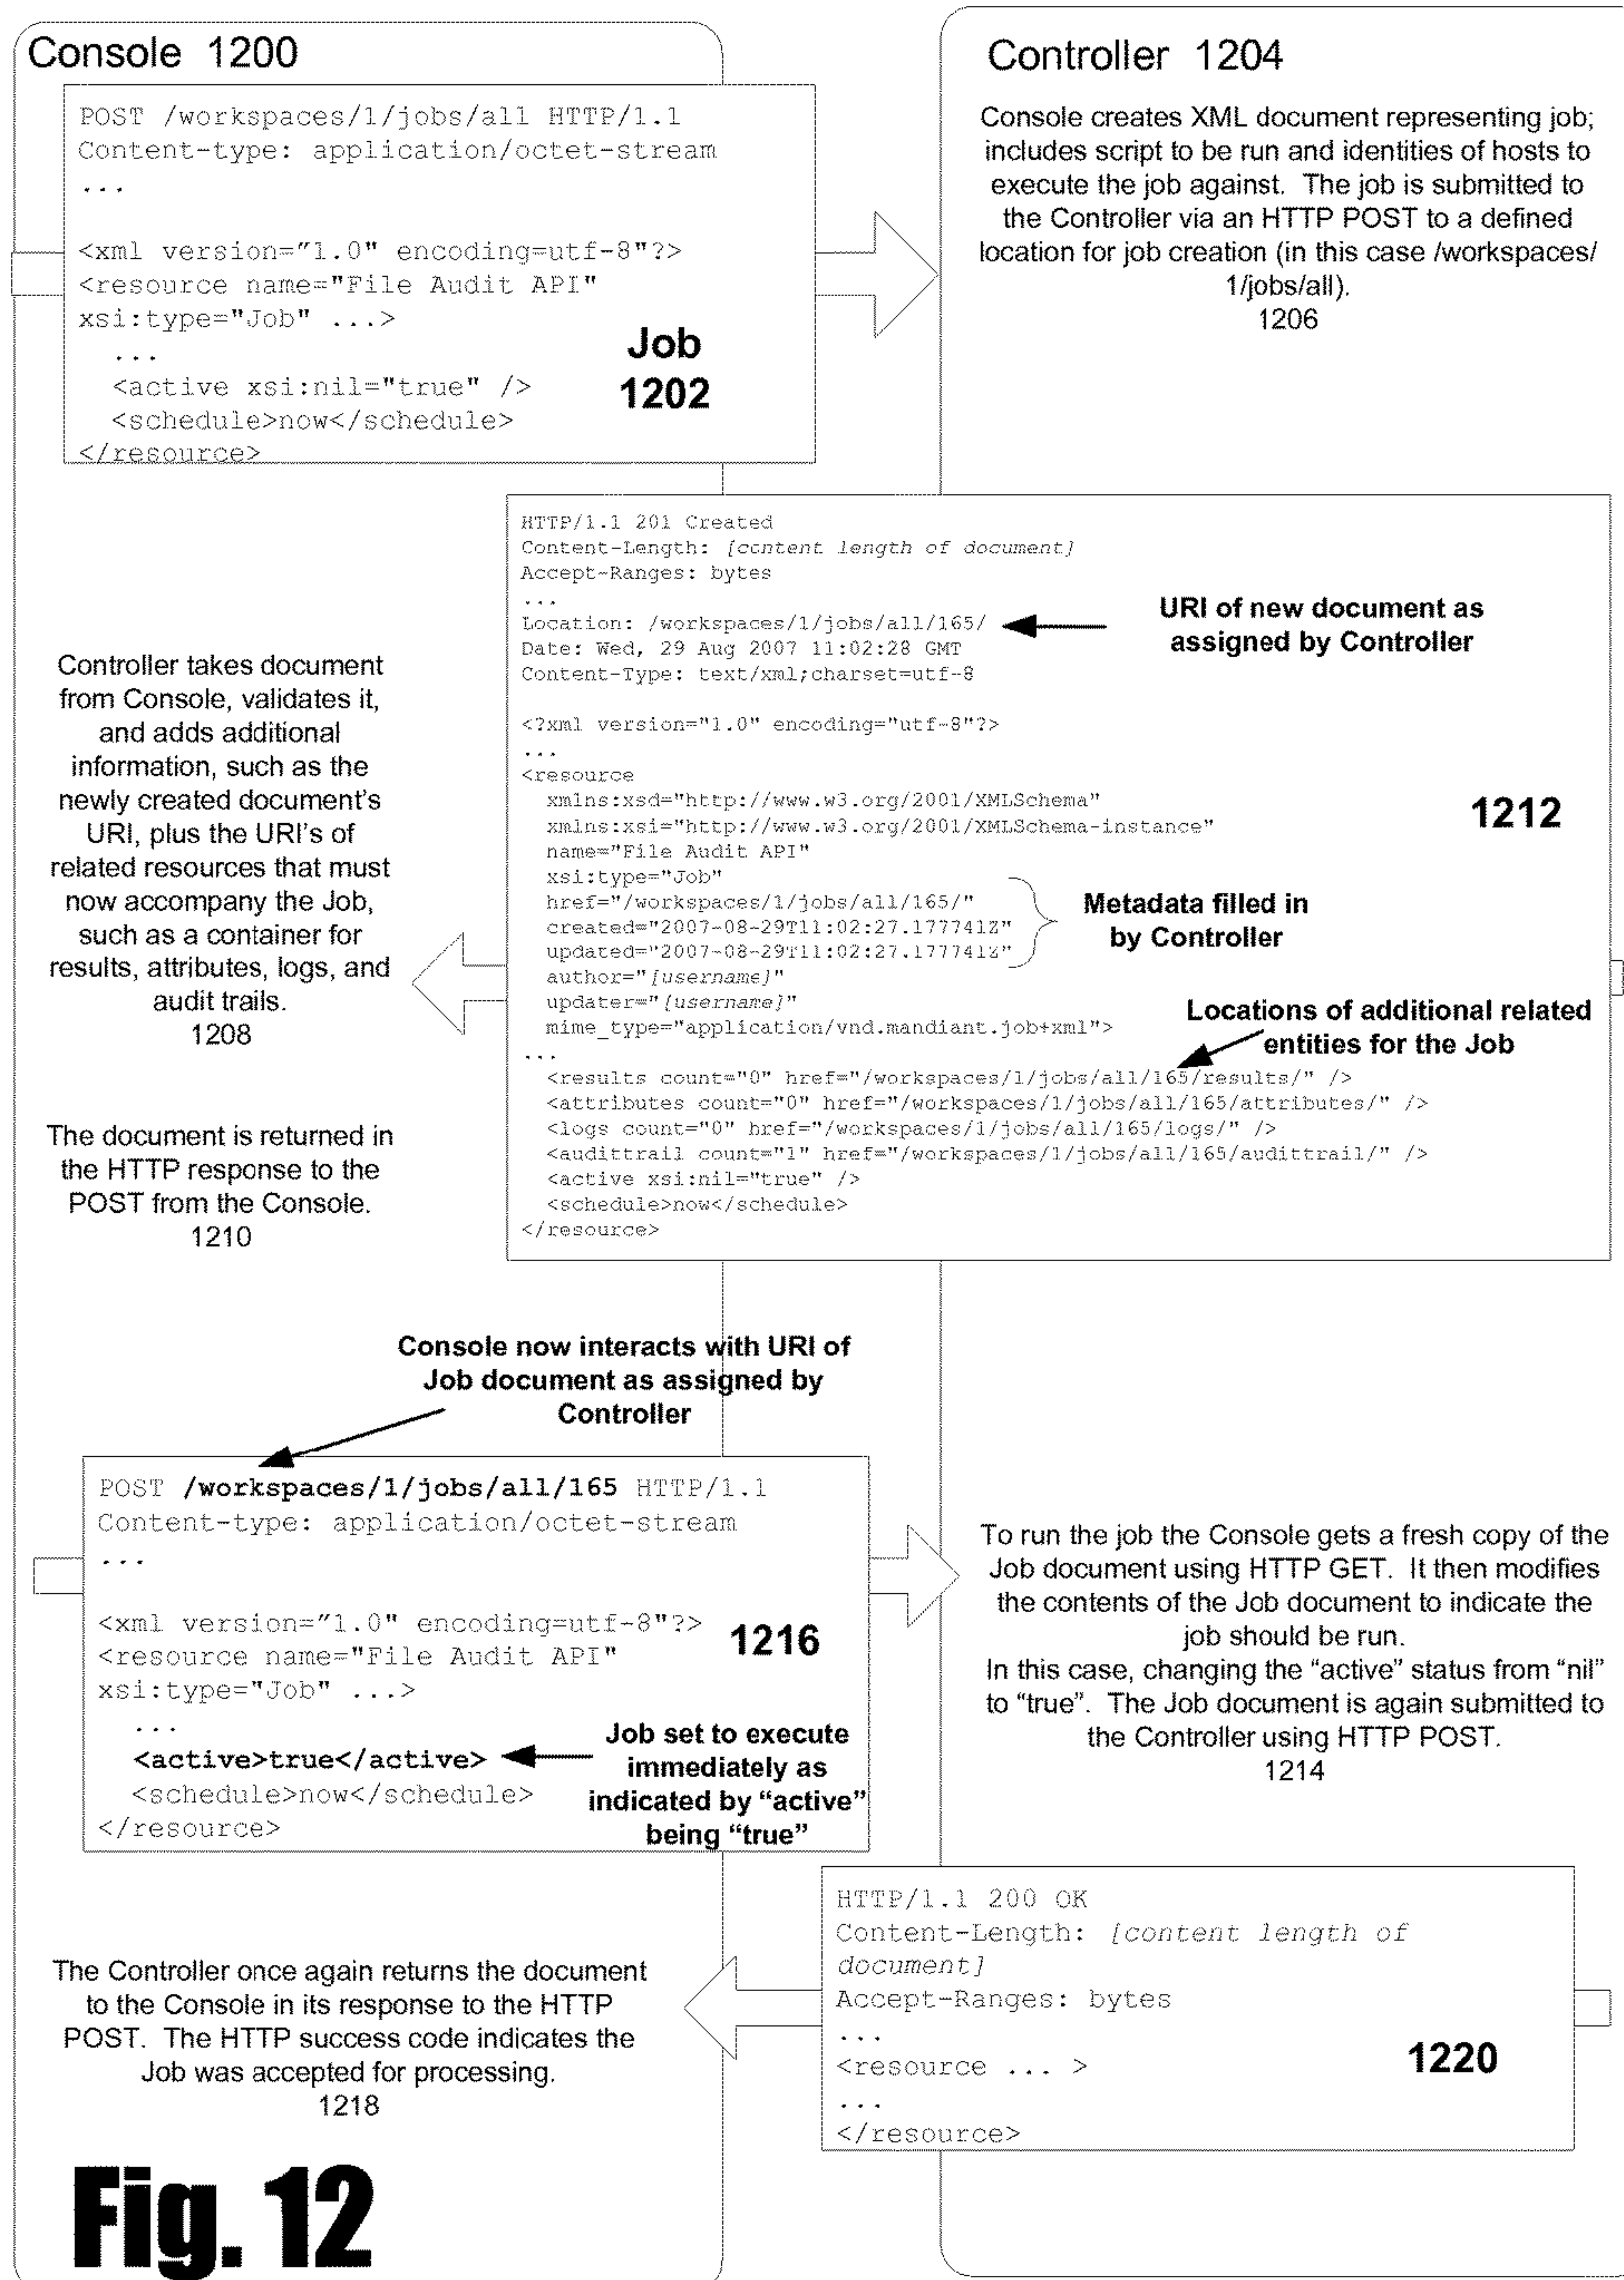 Console 1200
POST /workspaces/1/jobs/all HTTP/1.1
Content-type: application/octet-stream
...
<xml version="1.0" encoding=utf-8"?>
<resource name="File Audit API"
xsi:type="Job" ...>
...
<active xsi:nil="true" />
<schedule>now</schedule>
</resource>
Job
1202
Controller 1204
Console creates XML document representing job;
includes script to be run and identities of hosts to
execute the job against. The job is submitted to
the Controller via an HTTP POST to a defined
location for job creation (in this case /workspaces/
1/jobs/all).
1206
HTTP/1.1 201 Created
Content-Length: [content length of document]
Accept-Ranges: bytes
...
Location: /workspaces/1/jobs/all/165/
Date: Wed, 29 Aug 2007 11:02:28 GMT
Content-Type: text/xml;charset=utf-8
<?xml version="1.0" encoding="utf-8"?>
...
<resource
xmlns:xsd="http://www.w3.org/2001/XMLSchema"
xmlns:xsi="http://www.w3.org/2001/XMLSchema-instance"
name="File Audit API"
xsi:type="Job"
href="/workspaces/1/jobs/all/165/"
created="2007-08-29T11:02:27.177741Z"
updated="2007-08-29T11:02:27.177741Z"
author="[username]"
updater="[username]"
mime_type="application/vnd.mandiant.job+xml">
...
<results count="0" href="/workspaces/1/jobs/all/165/results/" />
<attributes count="0" href="/workspaces/1/jobs/all/165/attributes/" />
<logs count="0" href="/workspaces/1/jobs/all/165/logs/" />
<audittrail count="1" href="/workspaces/1/jobs/all/165/audittrail/" />
<active xsi:nil="true" />
<schedule>now</schedule>
</resource>
URI of new document as
assigned by Controller
1212
Metadata filled in
by Controller
Locations of additional related
entities for the Job
Controller takes document
from Console, validates it,
and adds additional
information, such as the
newly created document's
URI, plus the URI's of
related resources that must
now accompany the Job,
such as a container for
results, attributes, logs, and
audit trails.
1208
The document is returned in
the HTTP response to the
POST from the Console.
1210
Console now interacts with URI of
Job document as assigned by
Controller
POST /workspaces/1/jobs/all/165 HTTP/1.1
Content-type: application/octet-stream
...
<xml version="1.0" encoding=utf-8"?>
<resource name="File Audit API"
xsi:type="Job" ...>
...
<active>true</active>
<schedule>now</schedule>
</resource>
1216
Job set to execute
immediately as
indicated by “active”
being “true”
To run the job the Console gets a fresh copy of the
Job document using HTTP GET. It then modifies
the contents of the Job document to indicate the
job should be run.
In this case, changing the “active” status from “nil”
to “true”. The Job document is again submitted to
the Controller using HTTP POST.
1214
HTTP/1.1 200 OK
Content-Length: [content length of
document]
Accept-Ranges: bytes
...
<resource ... >
...
</resource>
1220
The Controller once again returns the document
to the Console in its response to the HTTP
POST. The HTTP success code indicates the
Job was accepted for processing.
1218
Fig. 12